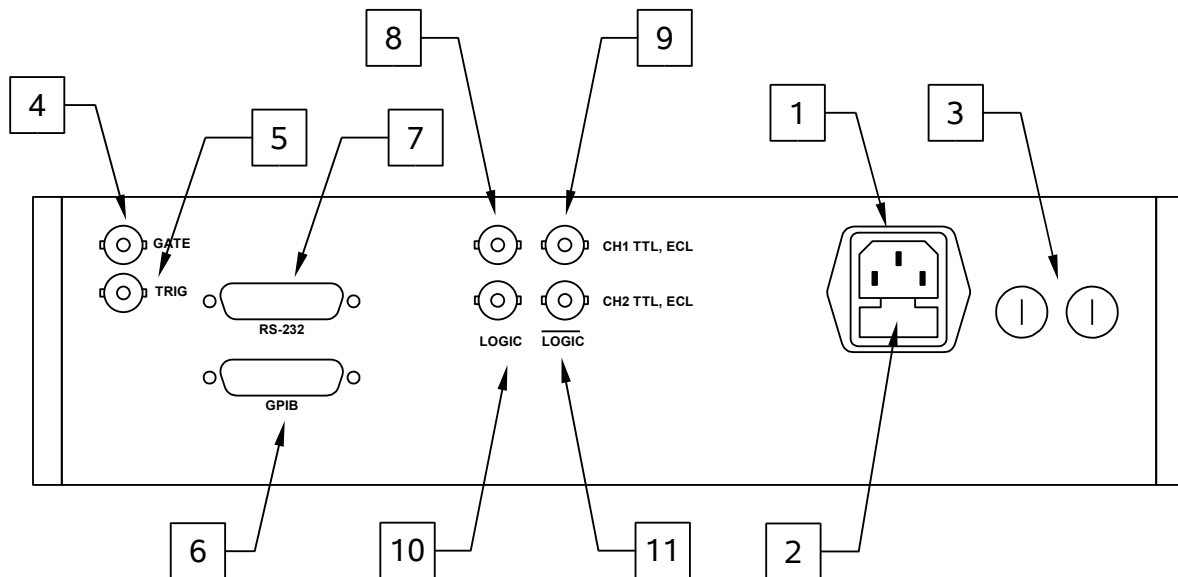 8
9
4
5
7
1
3
GATE
CH1 TTL, ECL
TRIG
CH2 TTL, ECL
RS-232
LOGIC
LOGIC
GPIB
6
10
11
2